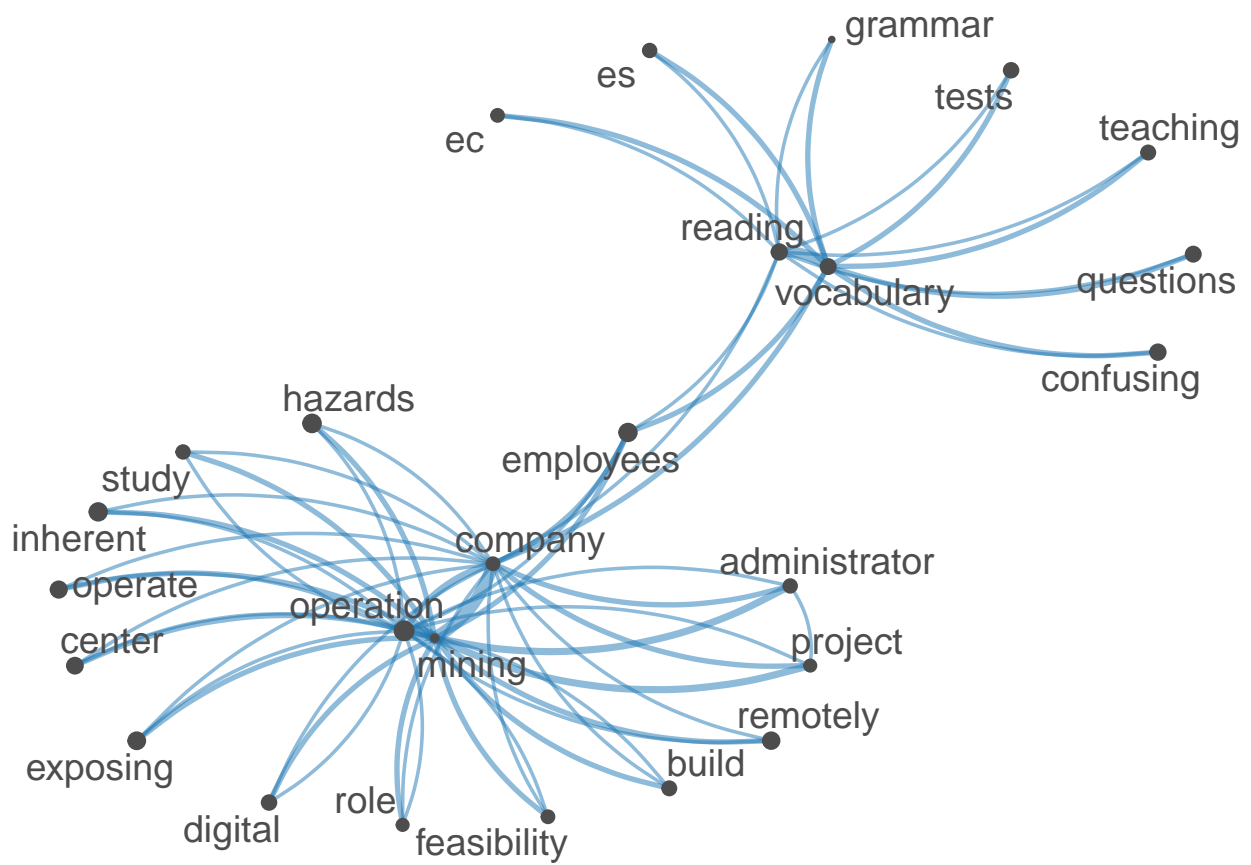 grammar
es
tests
ec
teaching
reading
questions
vocabulary
confusing
hazards
employees
study
inherent
company
administrator
operate
operation
center
project
mining
remotely
exposing
build
role
digital
feasibility